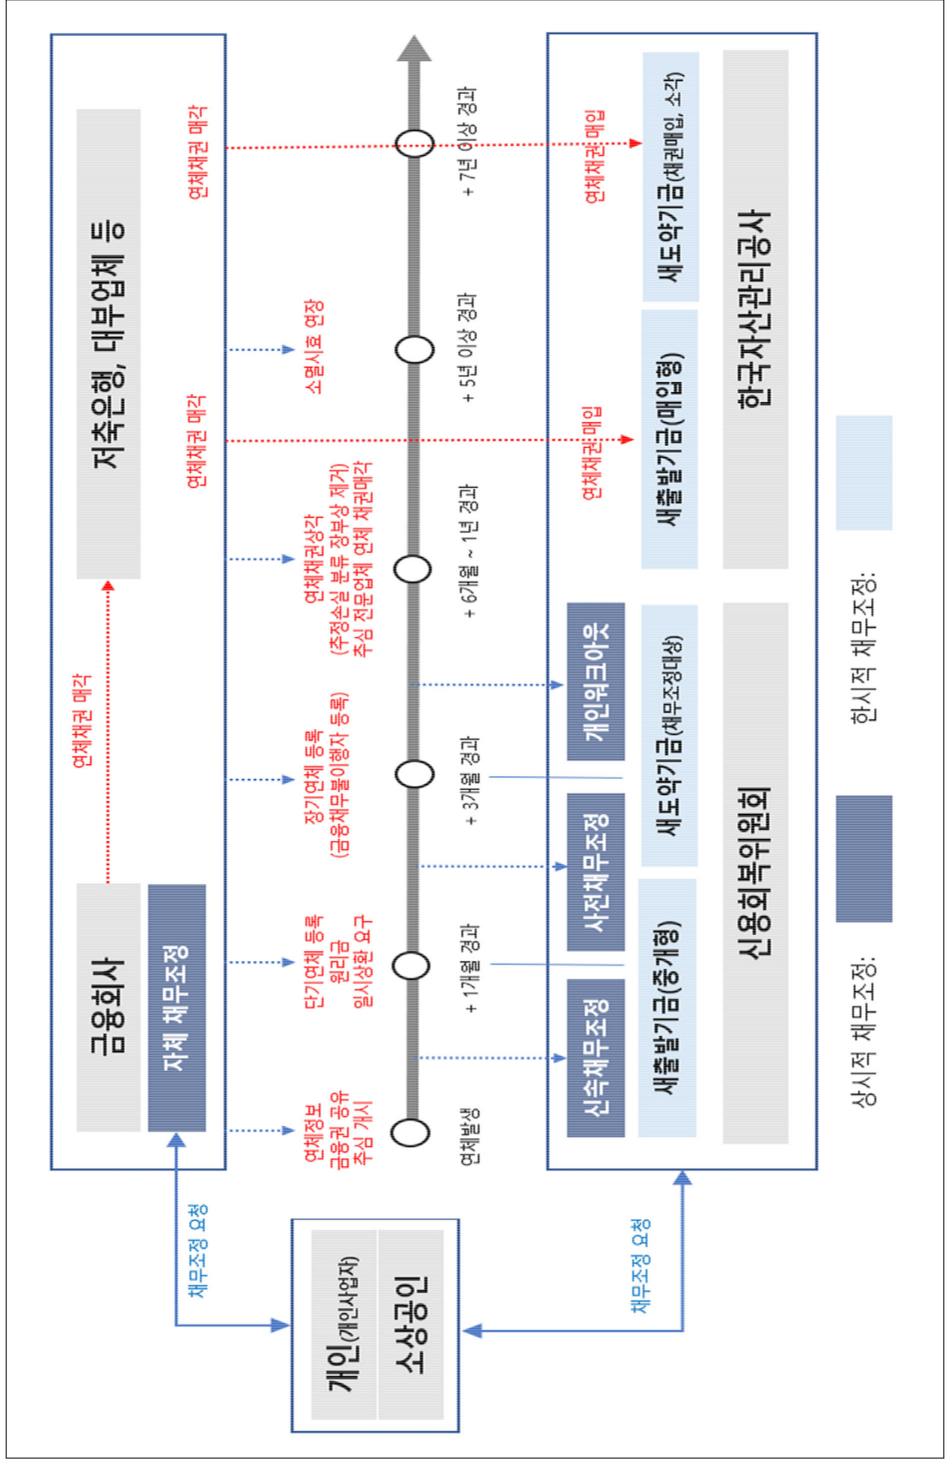 금융회사
자체 채무조정
연체채권 매각
저축은행, 대부업체 등
채무조정 요청
연체채권 매각
연체채권 매각
연체정보
금융권 공유
추심 개시
단기연체 등록
원리금
일시상환 요구
장기연체 등록
(금융채무불이행자 등록)
연체채권상각
(추정손실 분류 장부상 제거)
추심 전문업체 연체 채권매각
소멸시효 연장
개인(개인사업자)
소상공인
연체발생
+ 1개월 경과
+ 3개월 경과
+ 6개월 ~ 1년 경과
+ 5년 이상 경과
+ 7년 이상 경과
채무조정 요청
신속채무조정
사전채무조정
개인워크아웃
연체채권 매입
연체채권 매입
새출발기금(중개형)
새도약기금(채무조정대상)
새출발기금(매입형)
새도약기금(채권매입, 소각)
신용회복위원회
한국자산관리공사
상시적 채무조정:
한시적 채무조정: